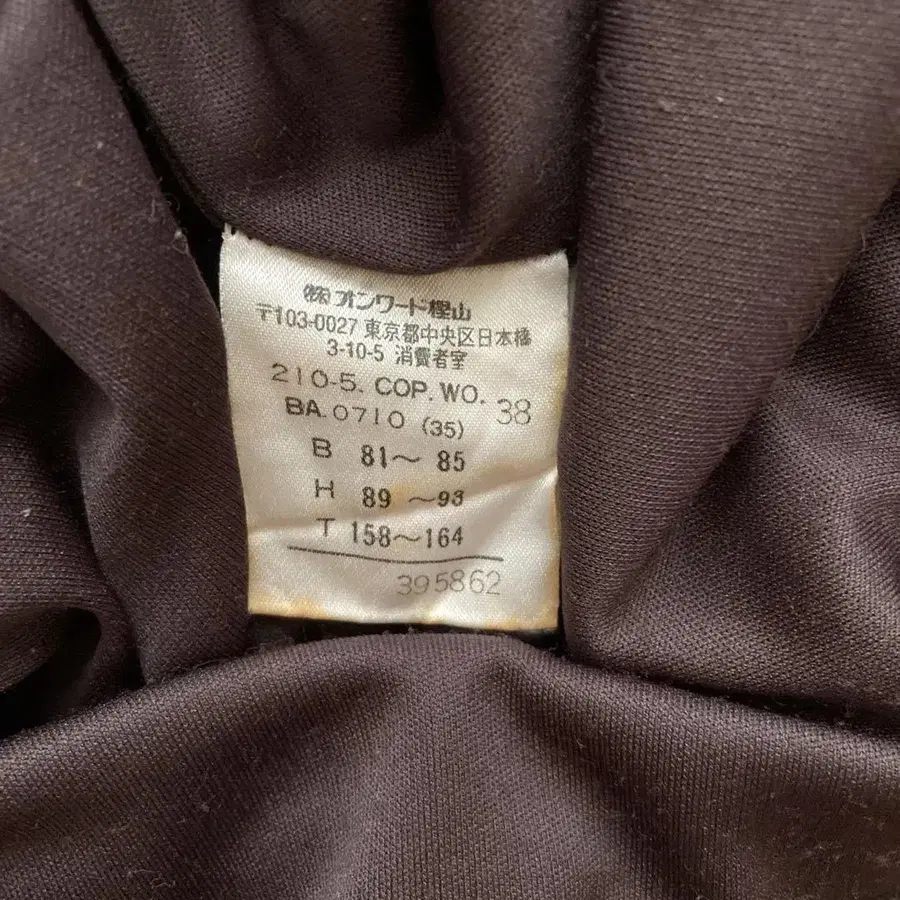 ㈱オンワード樫山
〒103-0027 東京都中央区日本橋
3-10-5 消費者室
210-5. COP. WO. 38
BA.0710 (35)
B 81～ 85
H 89 ～93
T 158～164
395862